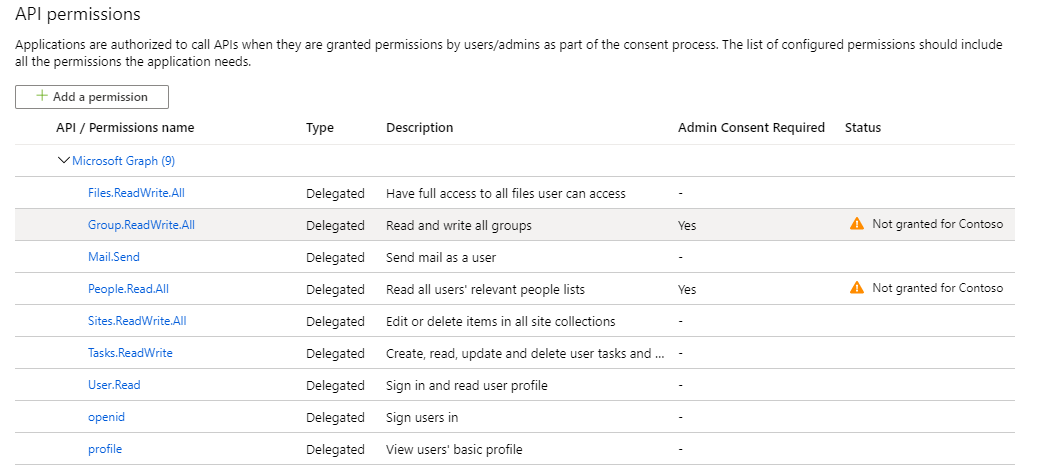 API permissions
Applications are authorized to call APIs when they are granted permissions by users/admins as part of the consent process. The list of configured permissions should include
all the permissions the application needs.
+ Add a permission
API / Permissions name Type Description Admin Consent Required Status
Microsoft Graph (9)
Files.ReadWrite.All Delegated Have full access to all files user can access -
Group.ReadWrite.All Delegated Read and write all groups Yes Not granted for Contoso
Mail.Send Delegated Send mail as a user -
People.Read.All Delegated Read all users' relevant people lists Yes Not granted for Contoso
Sites.ReadWrite.All Delegated Edit or delete items in all site collections -
Tasks.ReadWrite Delegated Create, read, update and delete user tasks and ... -
User.Read Delegated Sign in and read user profile -
openid Delegated Sign users in -
profile Delegated View users' basic profile -